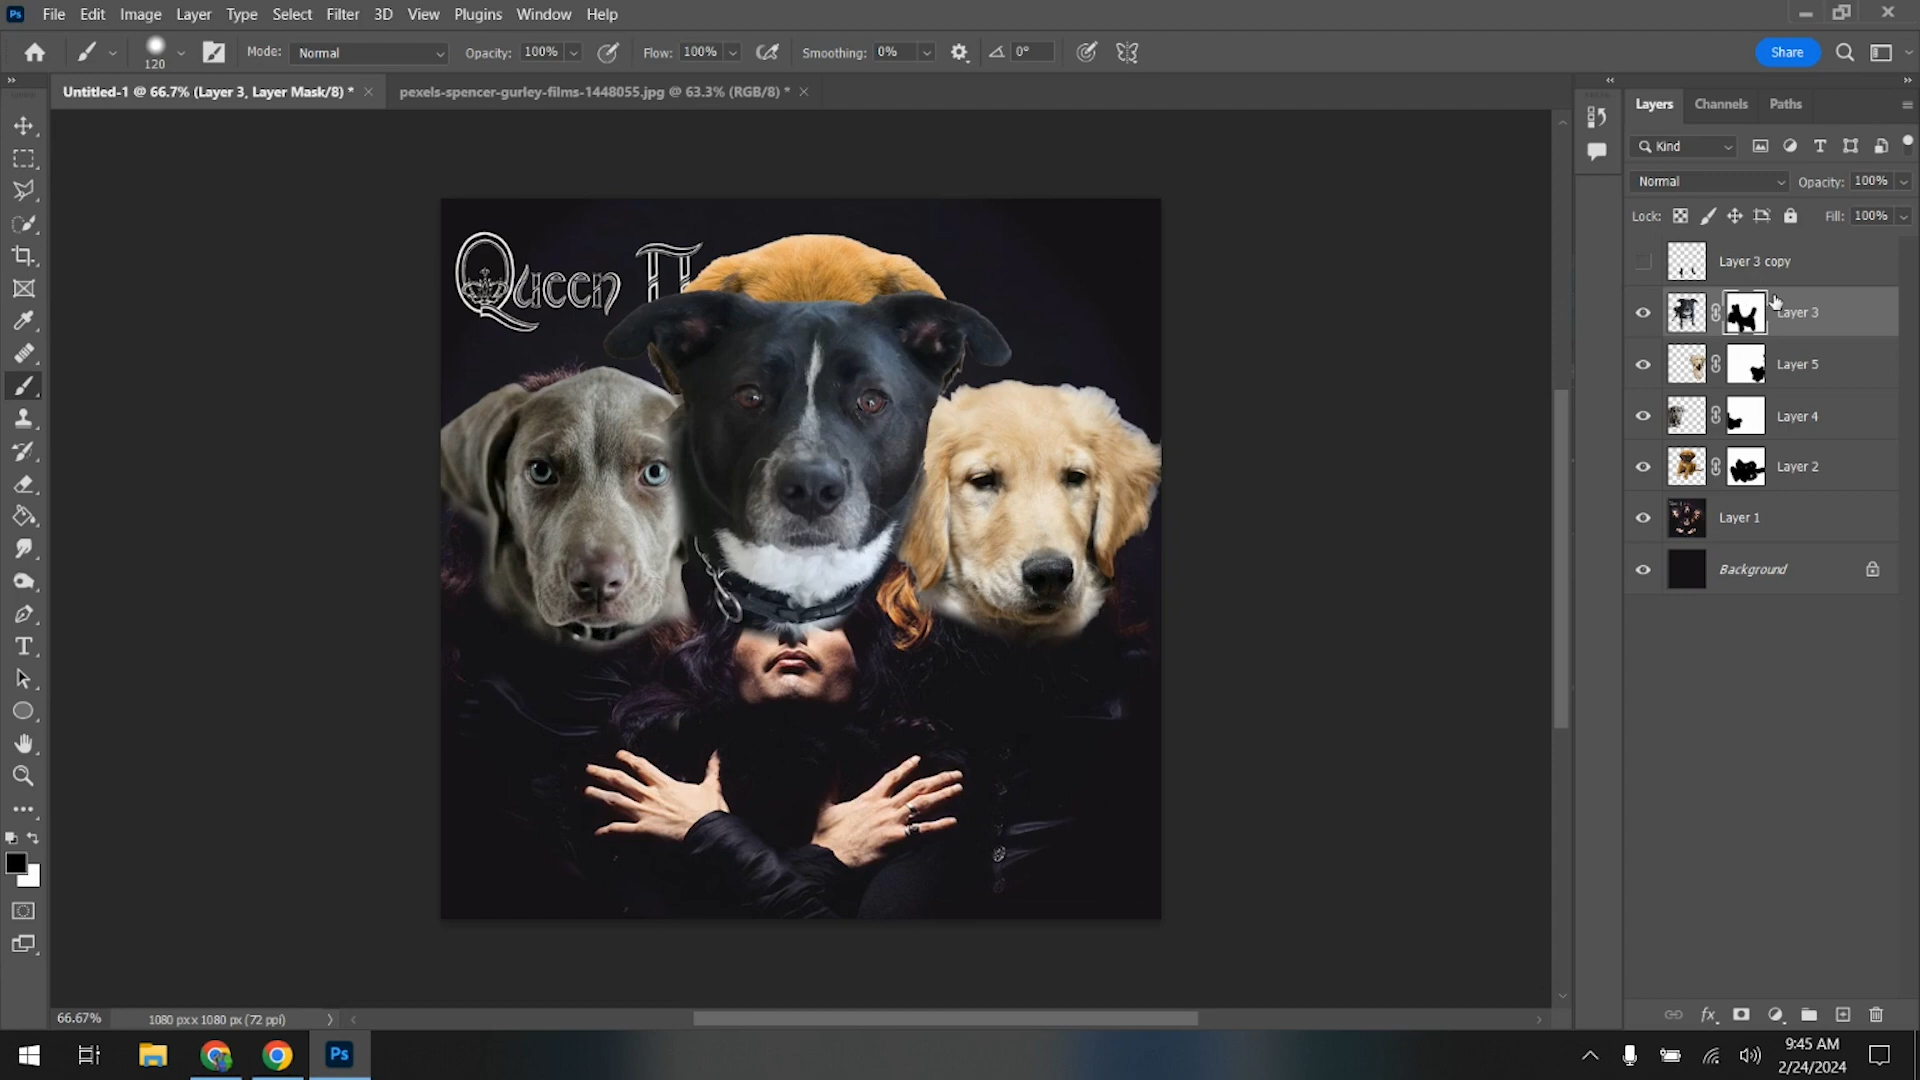 Ps File Edit Image Layer Type Select Filter 3D View Plugins Window Help
120 Mode: Normal Opacity: 100% Flow: 100% Smoothing: 0% 0° Share
Untitled-1 @ 66.7% (Layer 3, Layer Mask/8) * pexels-spencer-gurley-films-1448055.jpg @ 63.3% (RGB/8) *
Layers Channels Paths
Kind
Normal Opacity: 100%
Lock: Fill: 100%
Queen II
Layer 3 copy
Layer 3
Layer 5
Layer 4
Layer 2
Layer 1
Background
66.67% 1080 px x 1080 px (72 ppi)
Ps
9:45 AM
2/24/2024